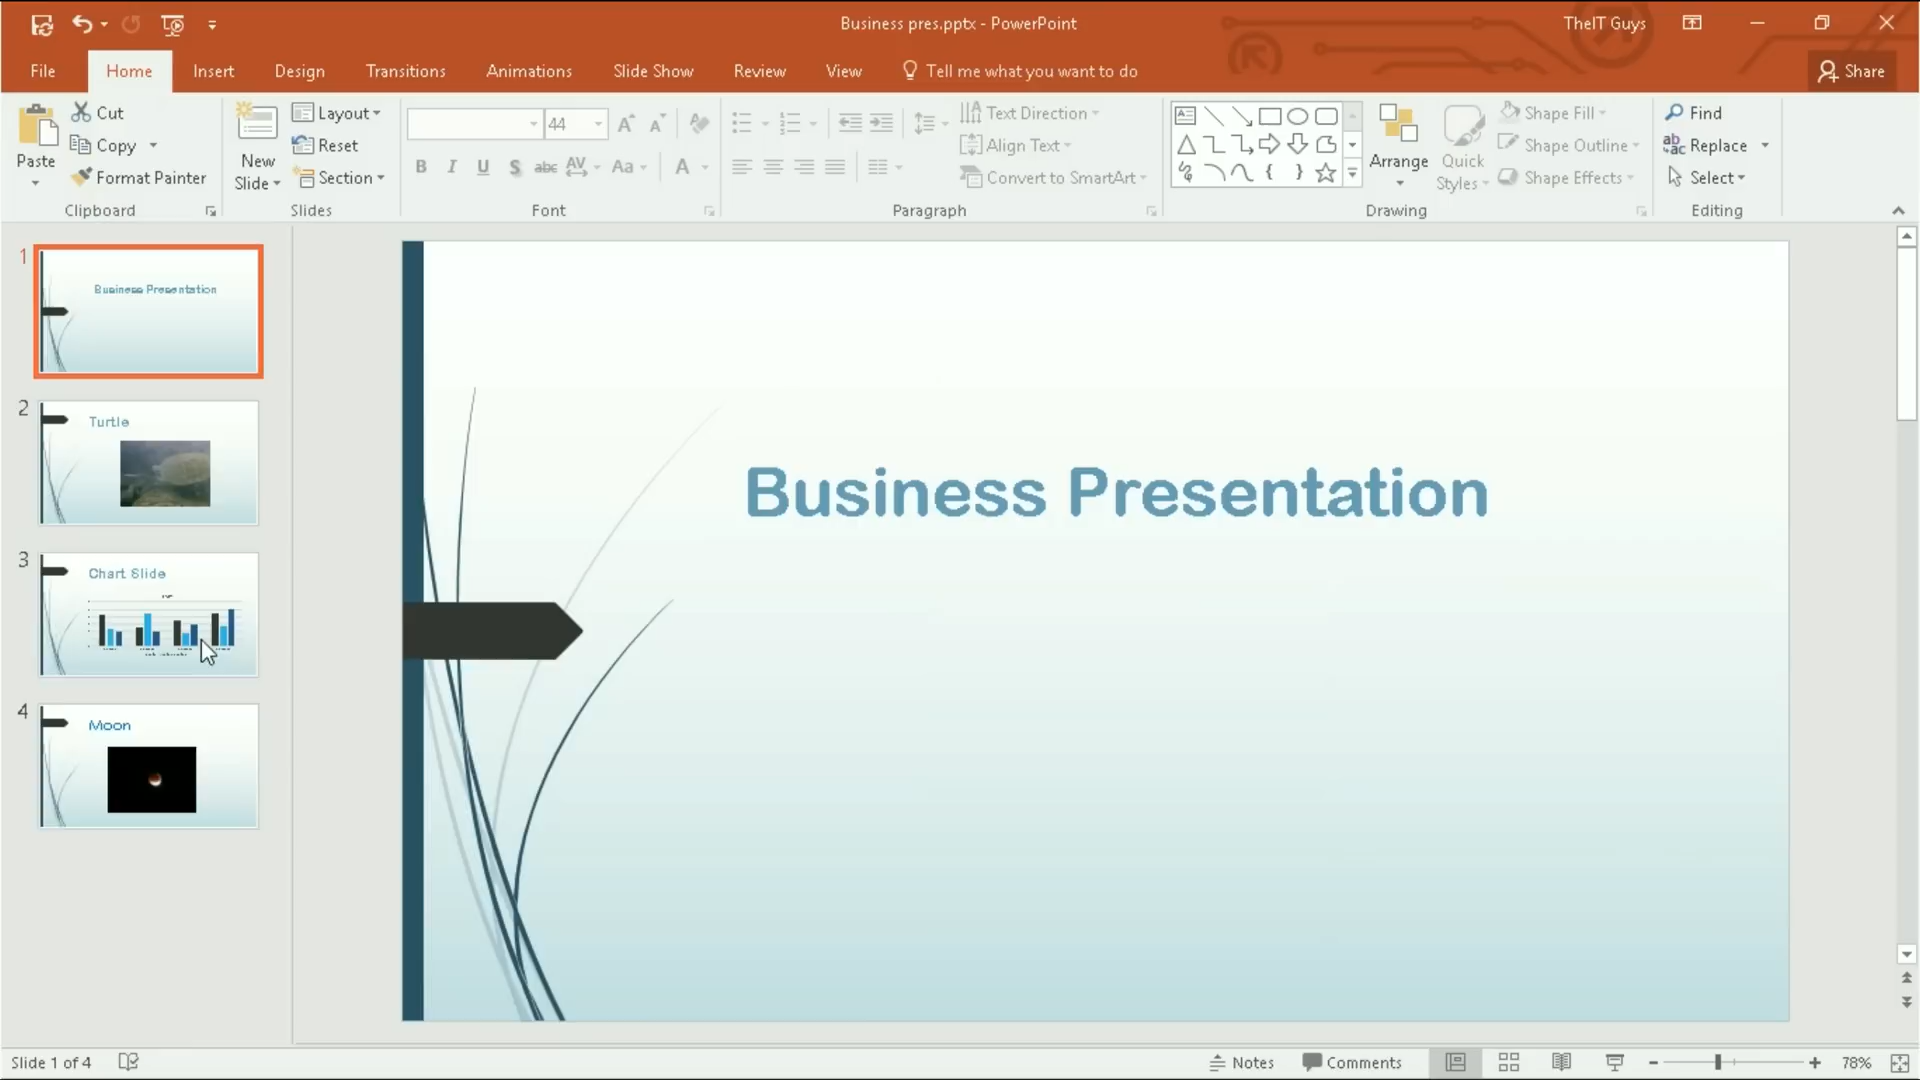 Business pres.pptx - PowerPoint
TheIT Guys
File
Home
Insert
Design
Transitions
Animations
Slide Show
Review
View
Tell me what you want to do
Share
Paste
Cut
Copy
Format Painter
Clipboard
New
Slide
Layout
Reset
Section
Slides
44
B I U S abc AV Aa A
Font
Text Direction
Align Text
Convert to SmartArt
Paragraph
Arrange
Quick
Styles
Shape Fill
Shape Outline
Shape Effects
Drawing
Find
Replace
Select
Editing
1
Business Presentation
2
Turtle
3
Chart Slide
4
Moon
Business Presentation
Slide 1 of 4
Notes
Comments
78%